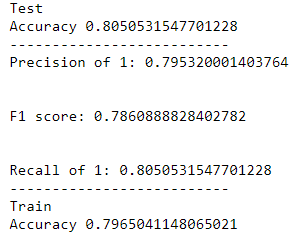 Test
Accuracy 0.8050531547701228
--------------------------
Precision of 1: 0.795320001403764
F1 score: 0.7860888828402782
Recall of 1: 0.8050531547701228
--------------------------
Train
Accuracy 0.7965041148065021